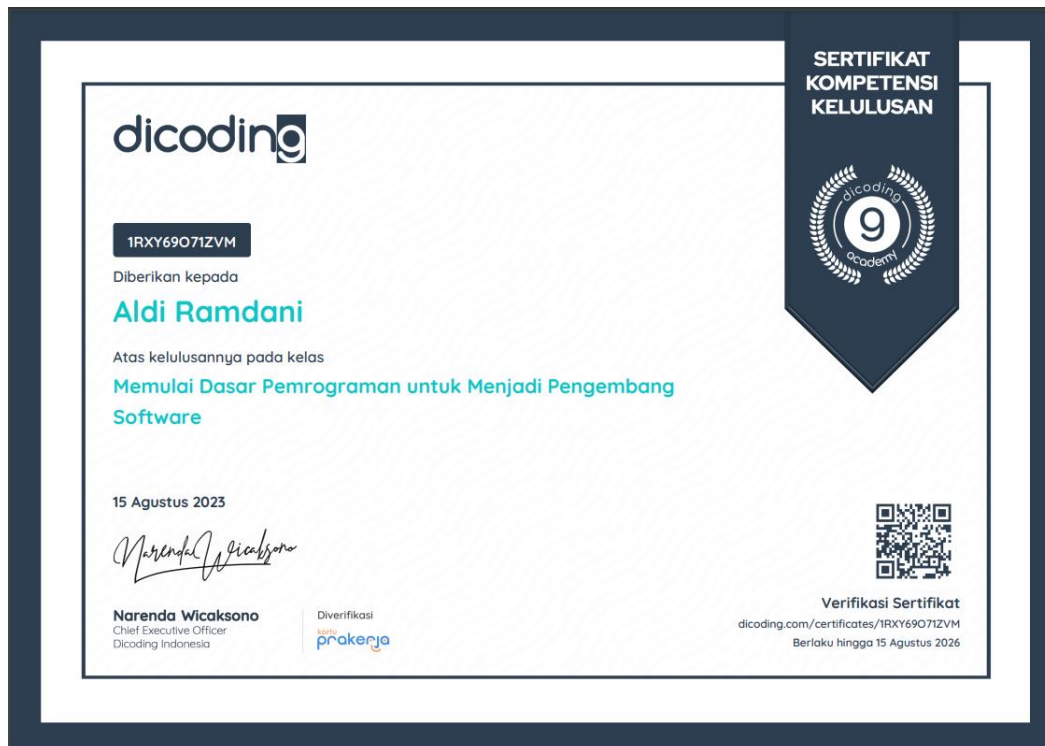 SERTIFIKAT
KOMPETENSI
KELULUSAN
dicoding
dicoding
9
academy
1RXY69O71ZVM
Diberikan kepada
Aldi Ramdani
Atas kelulusannya pada kelas
Memulai Dasar Pemrograman untuk Menjadi Pengembang
Software
15 Agustus 2023
Narenda Wicaksono
Narenda Wicaksono
Chief Executive Officer
Dicoding Indonesia
Diverifikasi
kartu
prakerja
Verifikasi Sertifikat
dicoding.com/certificates/1RXY69O71ZVM
Berlaku hingga 15 Agustus 2026